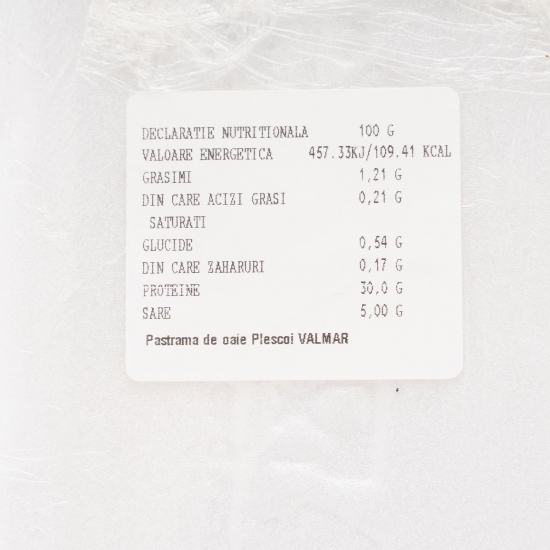 DECLARATIE NUTRITIONALA 100 G
VALOARE ENERGETICA 457.33KJ/109.41 KCAL
GRASIMI 1,21 G
DIN CARE ACIZI GRASI 0,21 G
SATURATI
GLUCIDE 0,54 G
DIN CARE ZAHARURI 0,17 G
PROTEINE 30,0 G
SARE 5,00 G
Pastrama de oaie Plescoi VALMAR